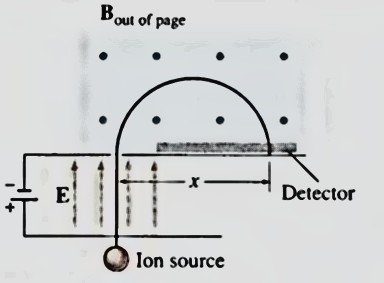 B out of page
-
+
E
x
Detector
Ion source